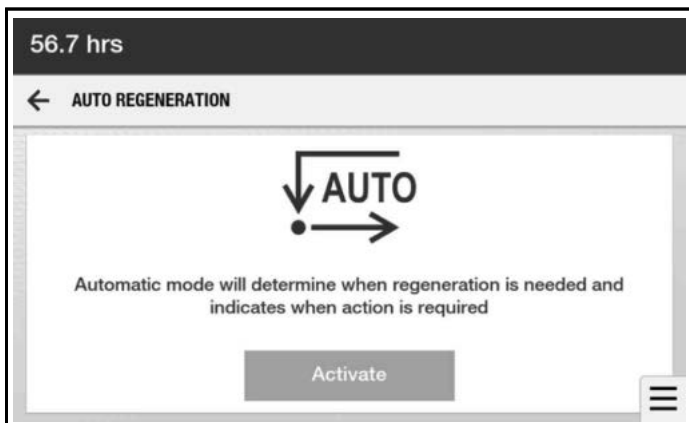 56.7 hrs
AUTO REGENERATION
AUTO
Automatic mode will determine when regeneration is needed and
indicates when action is required
Activate